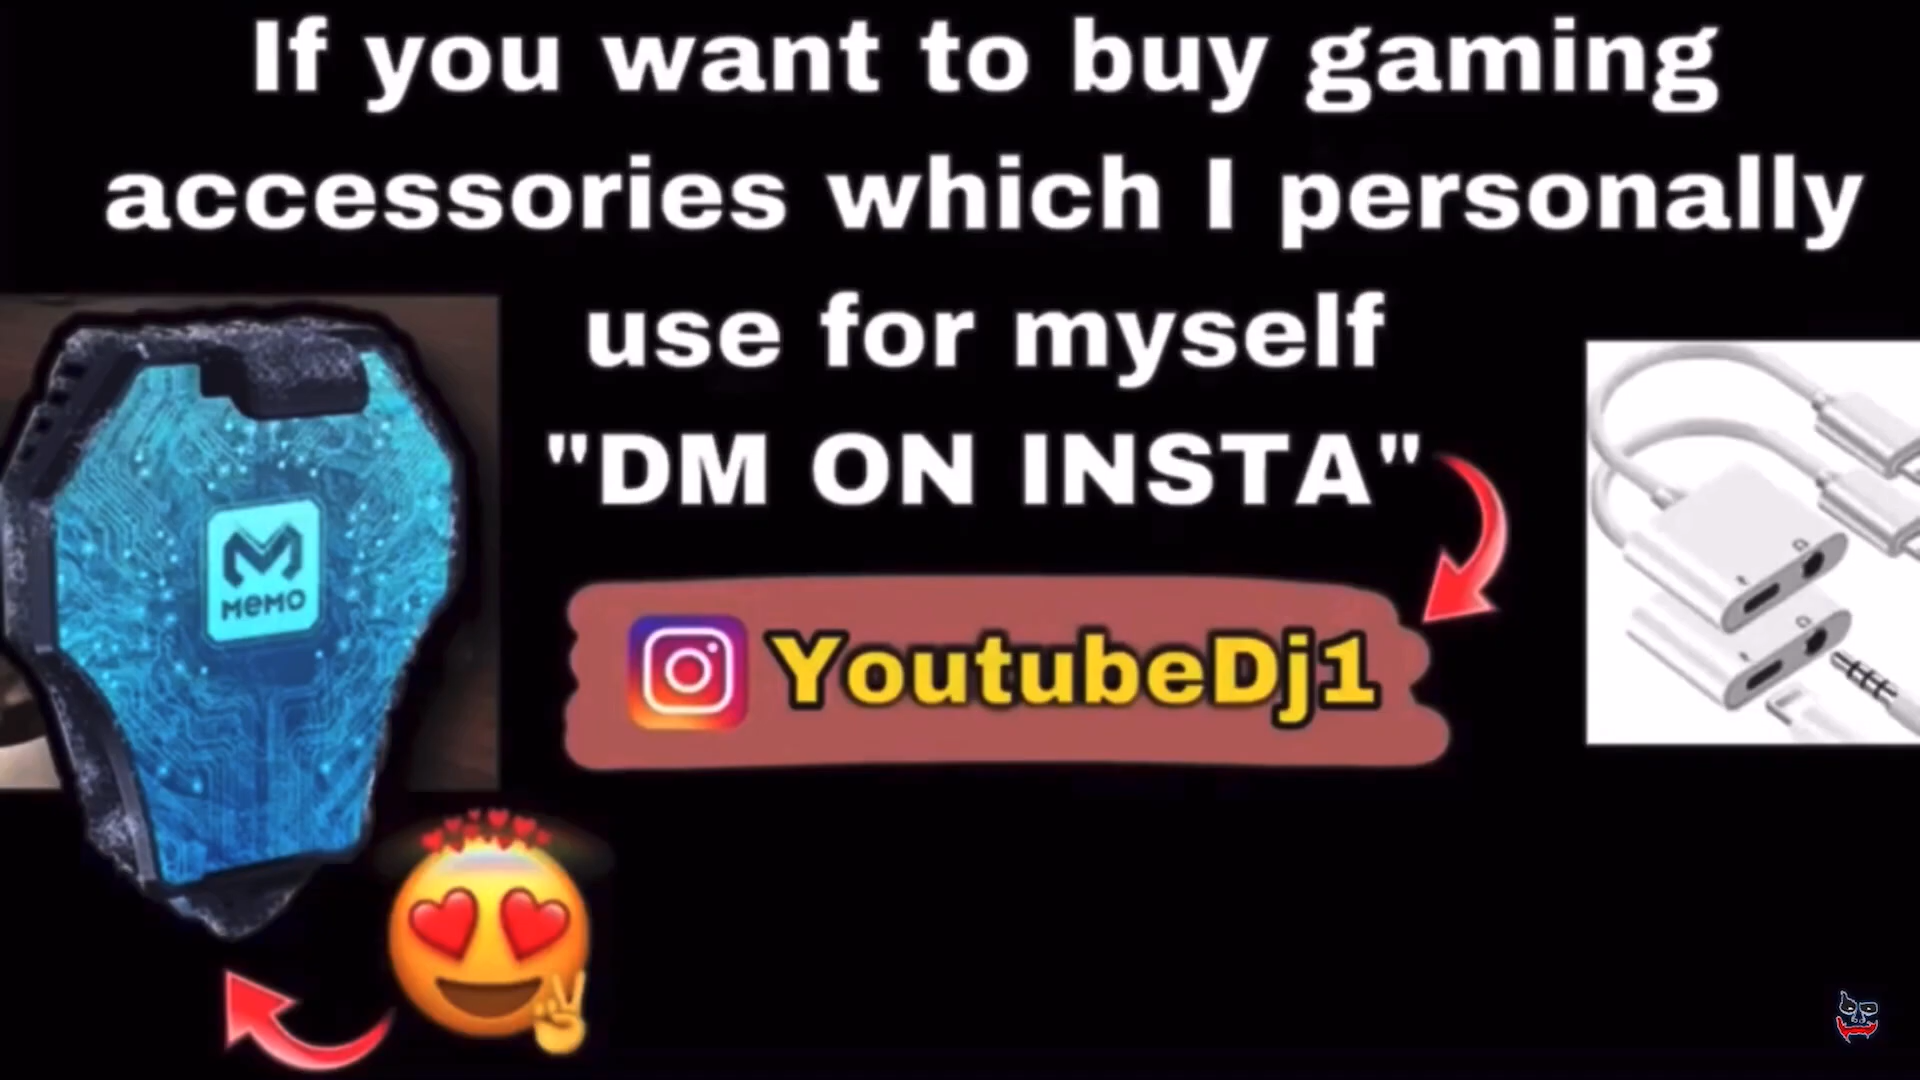 If you want to buy gaming
accessories which I personally
use for myself
"DM ON INSTA"
YoutubeDj1
MEMO